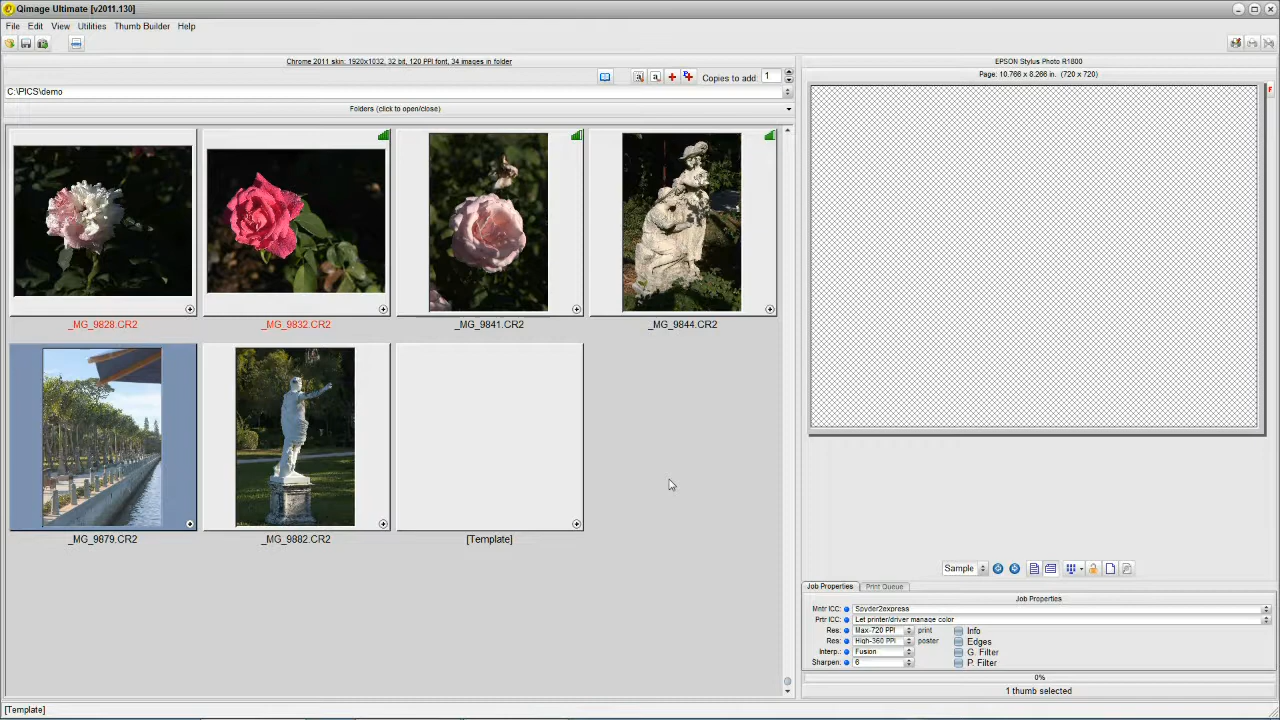 Qimage Ultimate [v2011.130]
File Edit View Utilities Thumb Builder Help
Chrome 2011 skin: 1920x1032, 32 bit, 120 PPI font, 34 images in folder
Copies to add: 1
C:\PICS\demo
Folders (click to open/close)
_MG_9828.CR2 _MG_9832.CR2 _MG_9841.CR2 _MG_9844.CR2
_MG_9879.CR2 _MG_9882.CR2 [Template]
EPSON Stylus Photo R1800
Page: 10.766 x 8.266 in. (720 x 720)
F
Sample
Job Properties Print Queue
Job Properties
Mntr ICC: Spyder2express
Prtr ICC: Let printer/driver manage color
Res: Max-720 PPI print Info
Res: High-360 PPI poster Edges
Interp.: Fusion G. Filter
Sharpen: 6 P. Filter
0%
1 thumb selected
[Template]